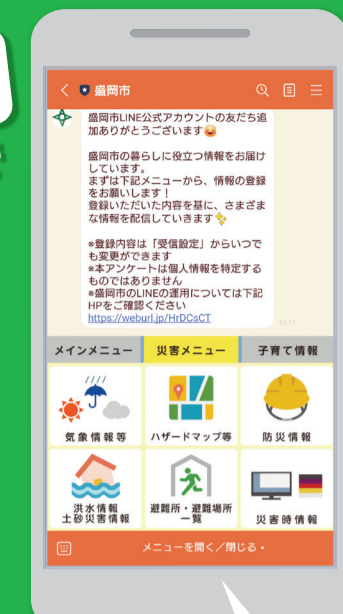 盛岡市
盛岡市LINE公式アカウントの友だち追
加ありがとうございます
盛岡市の暮らしに役立つ情報をお届け
しています。
まずは下記メニューから、情報の登録
をお願いします！
登録いただいた内容を基に、さまざま
な情報を配信していきます
※登録内容は「受信設定」からいつで
も変更ができます
※本アンケートは個人情報を特定する
ものではありません
※盛岡市のLINEの運用については下記
HPをご確認ください
https://weburl.jp/HrDCsCT
メインメニュー 災害メニュー 子育て情報
気象情報等 ハザードマップ等 防災情報
洪水情報 避難所・避難場所 災害時情報
土砂災害情報 一覧
メニューを開く／閉じる